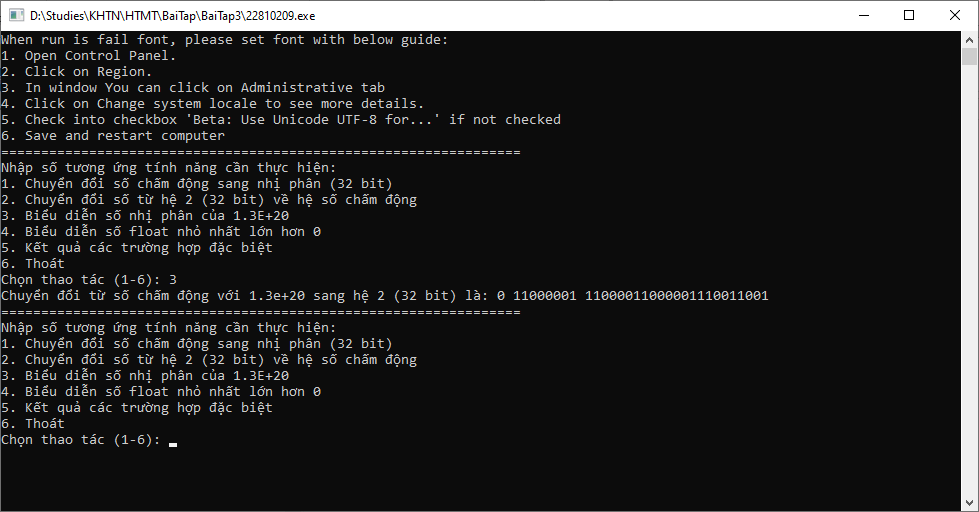 D:\Studies\KHTN\HTMT\BaiTap\BaiTap3\22810209.exe
When run is fail font, please set font with below guide:
1. Open Control Panel.
2. Click on Region.
3. In window You can click on Administrative tab
4. Click on Change system locale to see more details.
5. Check into checkbox 'Beta: Use Unicode UTF-8 for...' if not checked
6. Save and restart computer
=================================================================
Nhập số tương ứng tính năng cần thực hiện:
1. Chuyển đổi số chấm động sang nhị phân (32 bit)
2. Chuyển đổi số từ hệ 2 (32 bit) về hệ số chấm động
3. Biểu diễn số nhị phân của 1.3E+20
4. Biểu diễn số float nhỏ nhất lớn hơn 0
5. Kết quả các trường hợp đặc biệt
6. Thoát
Chọn thao tác (1-6): 3
Chuyển đổi từ số chấm động với 1.3e+20 sang hệ 2 (32 bit) là: 0 11000001 11000011000001110011001
=================================================================
Nhập số tương ứng tính năng cần thực hiện:
1. Chuyển đổi số chấm động sang nhị phân (32 bit)
2. Chuyển đổi số từ hệ 2 (32 bit) về hệ số chấm động
3. Biểu diễn số nhị phân của 1.3E+20
4. Biểu diễn số float nhỏ nhất lớn hơn 0
5. Kết quả các trường hợp đặc biệt
6. Thoát
Chọn thao tác (1-6):